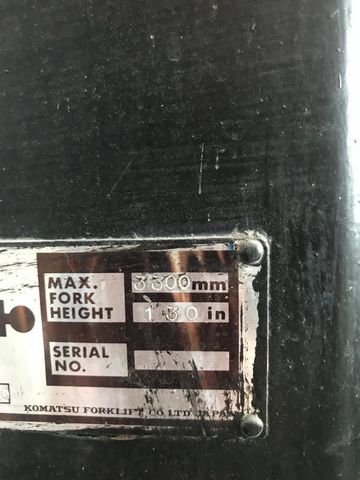 MAX. FORK HEIGHT
3300mm
130 in
SERIAL NO.
KOMATSU FORKLIFT CO LTD JAPAN